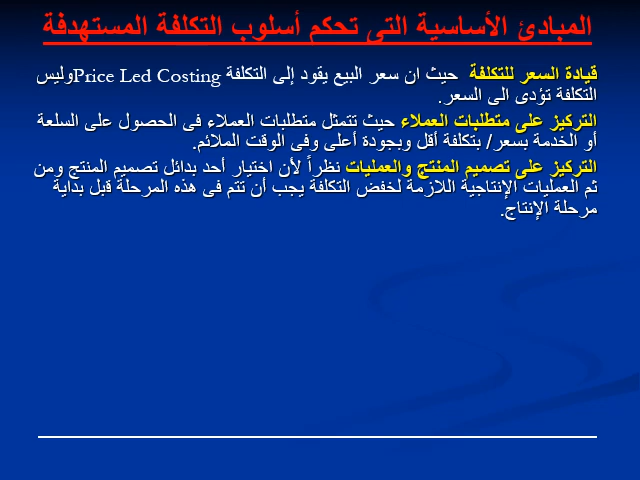 المبادئ الأساسية التى تحكم أسلوب التكلفة المستهدفة
قيادة السعر للتكلفة حيث ان سعر البيع يقود إلى التكلفة Price Led Costing وليس
التكلفة تؤدى الى السعر.
التركيز على متطلبات العملاء حيث تتمثل متطلبات العملاء فى الحصول على السلعة
أو الخدمة بسعر/ بتكلفة أقل وبجودة أعلى وفى الوقت الملائم.
التركيز على تصميم المنتج والعمليات نظراً لأن اختيار أحد بدائل تصميم المنتج ومن
ثم العمليات الإنتاجية اللازمة لخفض التكلفة يجب أن تتم فى هذه المرحلة قبل بداية
مرحلة الإنتاج.